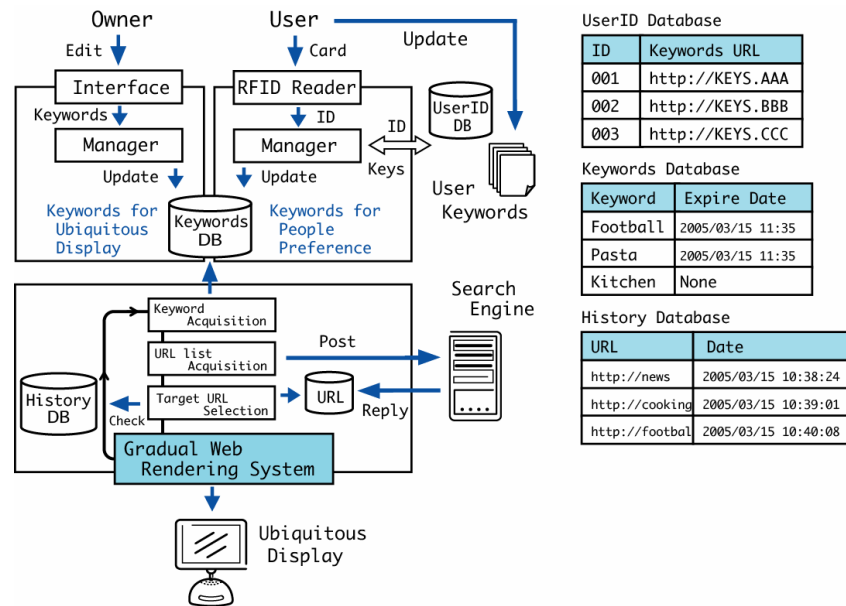 Owner
User
Edit
Card
Update
Interface
RFID Reader
Keywords
ID
ID
UserID
DB
Manager
Manager
Keys
Update
Update
User
Keywords
Keywords for
Ubiquitous
Display
Keywords
DB
Keywords for
People
Preference
Keyword
Acquisition
Search
Engine
URL list
Acquisition
Post
History
DB
Target URL
Selection
Check
URL
Reply
Gradual Web
Rendering System
Ubiquitous
Display
UserID Database
ID Keywords URL
001 http://KEYS.AAA
002 http://KEYS.BBB
003 http://KEYS.CCC
Keywords Database
Keyword Expire Date
Football 2005/03/15 11:35
Pasta 2005/03/15 11:35
Kitchen None
History Database
URL Date
http://news 2005/03/15 10:38:24
http://cooking 2005/03/15 10:39:01
http://footbal 2005/03/15 10:40:08